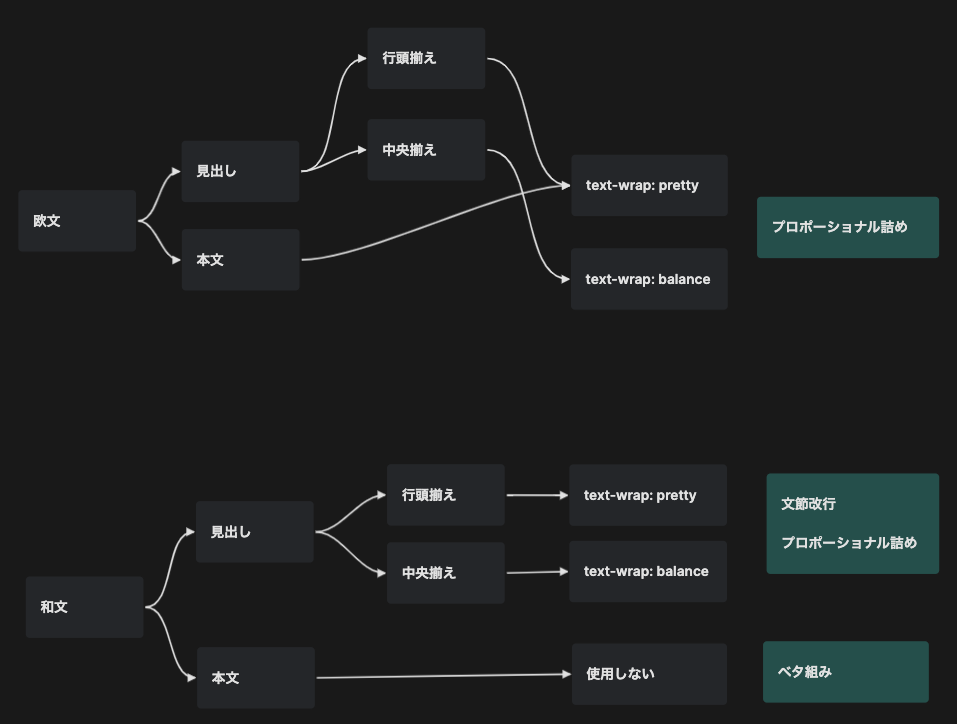 行頭揃え
中央揃え
見出し
欧文
本文
text-wrap: pretty
text-wrap: balance
プロポーショナル詰め
行頭揃え
text-wrap: pretty
文節改行
プロポーショナル詰め
見出し
中央揃え
text-wrap: balance
和文
本文
使用しない
ベタ組み